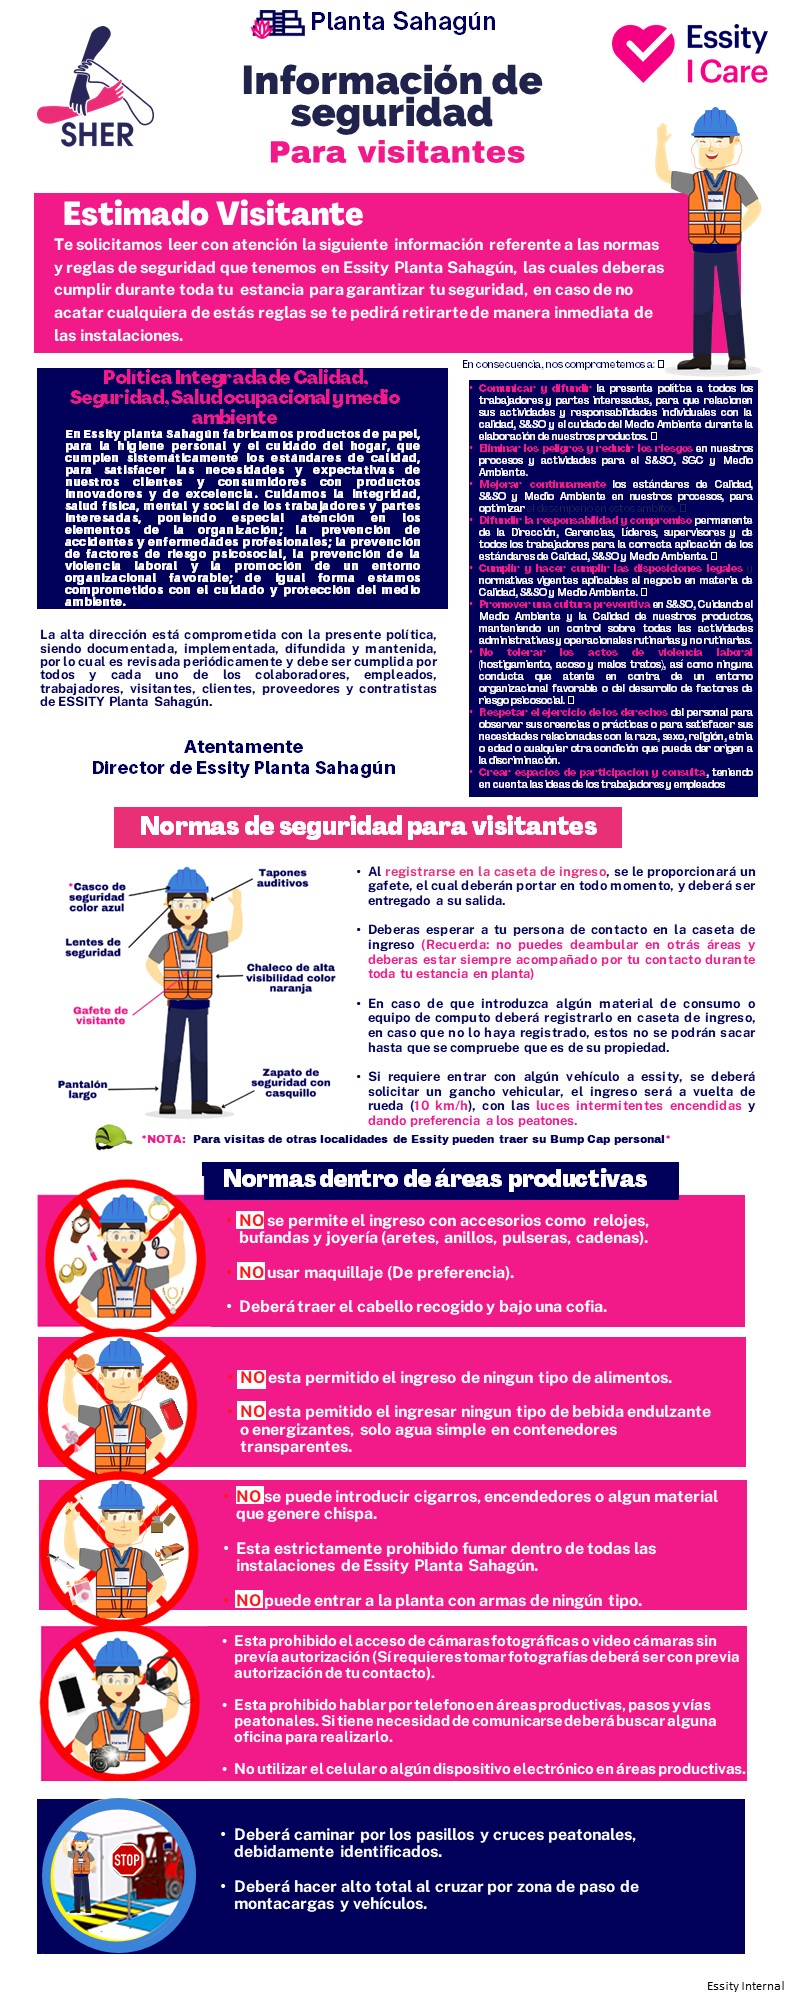 Planta Sahagún
SHER
Información de
seguridad
Para visitantes
Essity
I Care
Estimado Visitante
Te solicitamos leer con atención la siguiente información referente a las normas
y reglas de seguridad que tenemos en Essity Planta Sahagún, las cuales deberas
cumplir durante toda tu estancia para garantizar tu seguridad, en caso de no
acatar cualquiera de estás reglas se te pedirá retirarte de manera inmediata de
las instalaciones.
Politica Integrada de Calidad,
Seguridad, Salud ocupacional y medio
ambiente
En Essity planta Sahagún fabricamos productos de papel,
para la higiene personal y el cuidado del hogar, que
cumplen sistemáticamente los estándares de calidad,
para satisfacer las necesidades y expectativas de
nuestros clientes y consumidores con productos
innovadores y de excelencia. Cuidamos la integridad,
salud física, mental y social de los trabajadores y partes
interesadas, poniendo especial atención en los
elementos de la organización; la prevención de
accidentes y enfermedades profesionales; la prevención
de factores de riesgo psicosocial, la prevención de la
violencia laboral y la promoción de un entorno
organizacional favorable; de igual forma estamos
comprometidos con el cuidado y protección del medio
ambiente.
La alta dirección está comprometida con la presente política,
siendo documentada, implementada, difundida y mantenida,
por lo cual es revisada periódicamente y debe ser cumplida por
todos y cada uno de los colaboradores, empleados,
trabajadores, visitantes, clientes, proveedores y contratistas
de ESSITY Planta Sahagún.
Atentamente
Director de Essity Planta Sahagún
En consecuencia, nos comprometemos a:
• Comunicar y difundir la presente política a todos los
trabajadores y partes interesadas, para que relacionen
sus actividades y responsabilidades individuales con la
calidad, S&SO y el cuidado del Medio Ambiente durante la
elaboración de nuestros productos.
• Eliminar los peligros y reducir los riesgos en nuestros
procesos y actividades para el S&SO, SGC y Medio
Ambiente.
• Mejorar continuamente los estándares de Calidad,
S&SO y Medio Ambiente en nuestros procesos, para
optimizar el desempeño en estos ambitos.
• Difundir la responsabilidad y compromiso permanente
de la Dirección, Gerencias, Líderes, supervisores y de
todos los trabajadores para la correcta aplicación de los
estándares de Calidad, S&SO y Medio Ambiente.
• Cumplir y hacer cumplir las disposiciones legales y
normativas vigentes aplicables al negocio en materia de
Calidad, S&SO y Medio Ambiente.
• Promover una cultura preventiva en S&SO, Cuidando el
Medio Ambiente y la Calidad de nuestros productos,
manteniendo un control sobre todas las actividades
administrativas y operacionales rutinarias y no rutinarias.
• No tolerar los actos de violencia laboral
(hostigamiento, acoso y malos tratos), así como ninguna
conducta que atente en contra de un entorno
organizacional favorable o del desarrollo de factores de
riesgo psicosocial.
• Respetar el ejercicio de los derechos del personal para
observar sus creencias o prácticas o para satisfacer sus
necesidades relacionadas con la raza, sexo, religión, etnia
o edad o cualquier otra condición que pueda dar origen a
la discriminación.
• Crear espacios de participacion y consulta, teniendo
en cuenta las ideas de los trabajadores y empleados
Normas de seguridad para visitantes
*Casco de
seguridad
color azul
Tapones
auditivos
Lentes de
seguridad
Chaleco de alta
visibilidad color
naranja
Gafete de
visitante
Pantalón
largo
Zapato de
seguridad con
casquillo
• Al registrarse en la caseta de ingreso, se le proporcionará un
gafete, el cual deberán portar en todo momento, y deberá ser
entregado a su salida.
• Deberas esperar a tu persona de contacto en la caseta de
ingreso (Recuerda: no puedes deambular en otrás áreas y
deberas estar siempre acompañado por tu contacto durante
toda tu estancia en planta)
• En caso de que introduzca algún material de consumo o
equipo de computo deberá registrarlo en caseta de ingreso,
en caso que no lo haya registrado, estos no se podrán sacar
hasta que se compruebe que es de su propiedad.
• Si requiere entrar con algún vehículo a essity, se deberá
solicitar un gancho vehicular, el ingreso será a vuelta de
rueda (10 km/h), con las luces intermitentes encendidas y
dando preferencia a los peatones.
*NOTA: Para visitas de otras localidades de Essity pueden traer su Bump Cap personal*
Normas dentro de áreas productivas
• NO se permite el ingreso con accesorios como relojes,
bufandas y joyería (aretes, anillos, pulseras, cadenas).
• NO usar maquillaje (De preferencia).
• Deberá traer el cabello recogido y bajo una cofia.
• NO esta permitido el ingreso de ningun tipo de alimentos.
• NO esta pemitido el ingresar ningun tipo de bebida endulzante
o energizantes, solo agua simple en contenedores
transparentes.
• NO se puede introducir cigarros, encendedores o algun material
que genere chispa.
• Esta estrictamente prohibido fumar dentro de todas las
instalaciones de Essity Planta Sahagún.
• NO puede entrar a la planta con armas de ningún tipo.
• Esta prohibido el acceso de cámaras fotográficas o video cámaras sin
previa autorización (Sí requieres tomar fotografías deberá ser con previa
autorización de tu contacto).
• Esta prohibido hablar por telefono en áreas productivas, pasos y vías
peatonales. Si tiene necesidad de comunicarse deberá buscar alguna
oficina para realizarlo.
• No utilizar el celular o algún dispositivo electrónico en áreas productivas.
STOP
• Deberá caminar por los pasillos y cruces peatonales,
debidamente identificados.
• Deberá hacer alto total al cruzar por zona de paso de
montacargas y vehículos.
Essity Internal